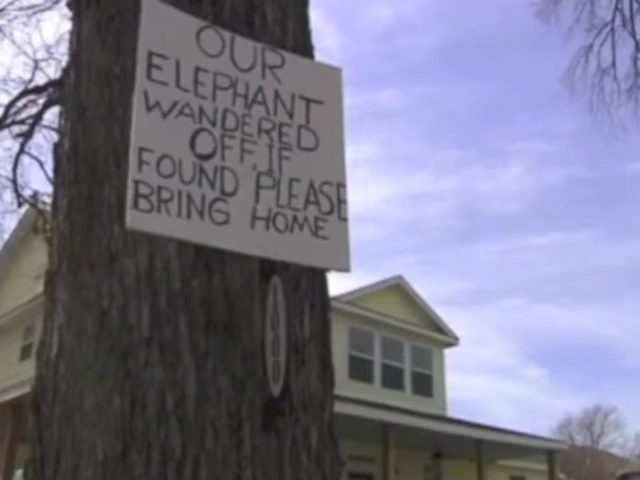 OUR
ELEPHANT
WANDERED
OFF, IF
FOUND PLEASE
BRING HOME